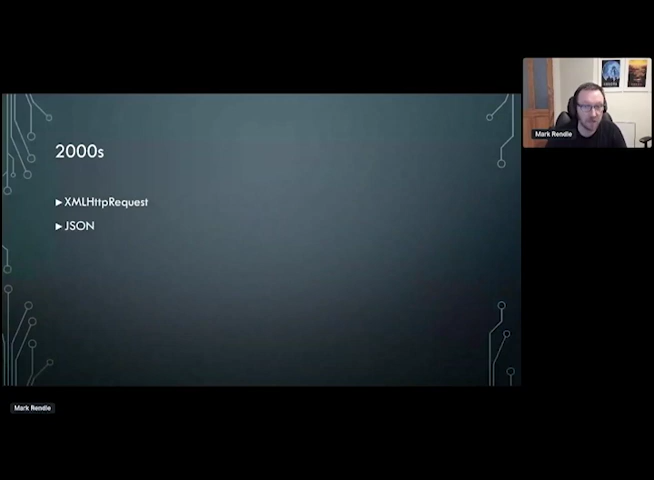 2000s
▶XMLHttpRequest
▶JSON
Mark Rendle
Mark Rendle